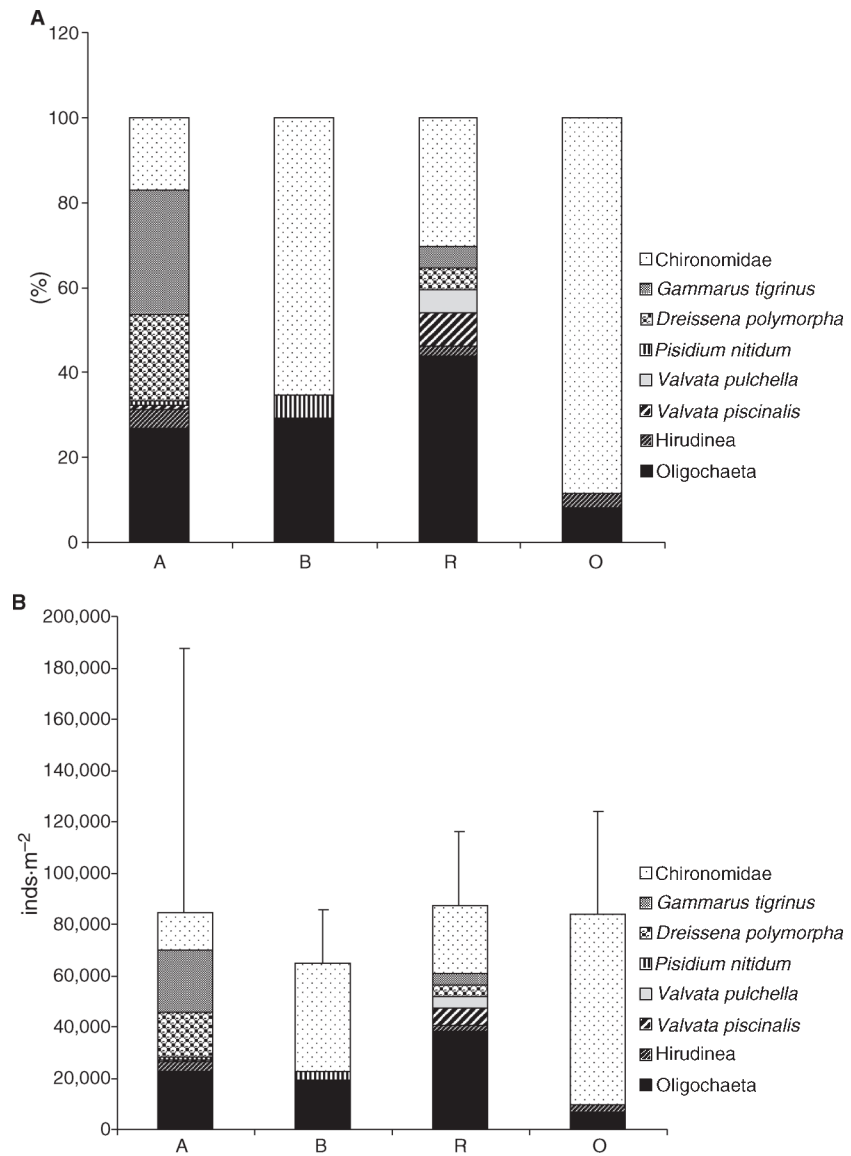 A
120
100
80
60
40
20
0
(%)
A B R O
Chironomidae
Gammarus tigrinus
Dreissena polymorpha
Pisidium nitidum
Valvata pulchella
Valvata piscinalis
Hirudinea
Oligochaeta
B
200,000
180,000
160,000
140,000
120,000
100,000
80,000
60,000
40,000
20,000
0
inds·m⁻²
A B R O
Chironomidae
Gammarus tigrinus
Dreissena polymorpha
Pisidium nitidum
Valvata pulchella
Valvata piscinalis
Hirudinea
Oligochaeta